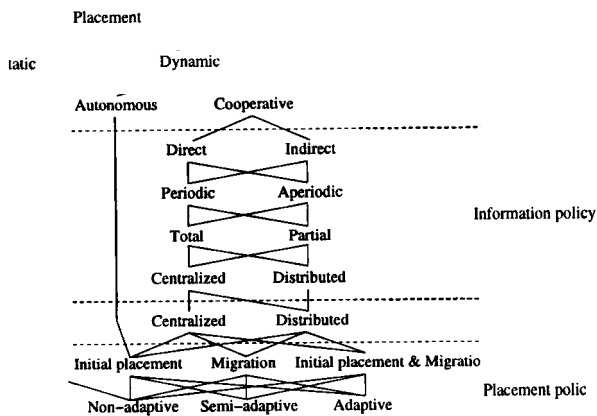 Placement
tatic Dynamic
Autonomous Cooperative
Direct Indirect
Periodic Aperiodic
Information policy
Total Partial
Centralized Distributed
Centralized Distributed
Initial placement Migration Initial placement & Migratio
Placement polic
Non-adaptive Semi-adaptive Adaptive